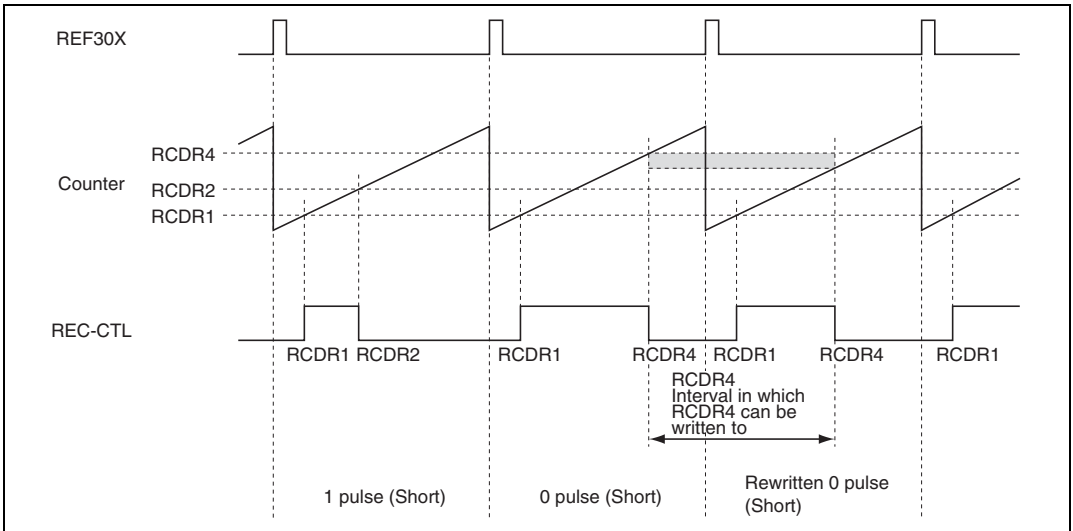 REF30X
Counter
RCDR4
RCDR2
RCDR1
REC-CTL
RCDR1 RCDR2 RCDR1 RCDR4 RCDR1 RCDR4 RCDR1
RCDR4
Interval in which
RCDR4 can be
written to
1 pulse (Short)
0 pulse (Short)
Rewritten 0 pulse
(Short)